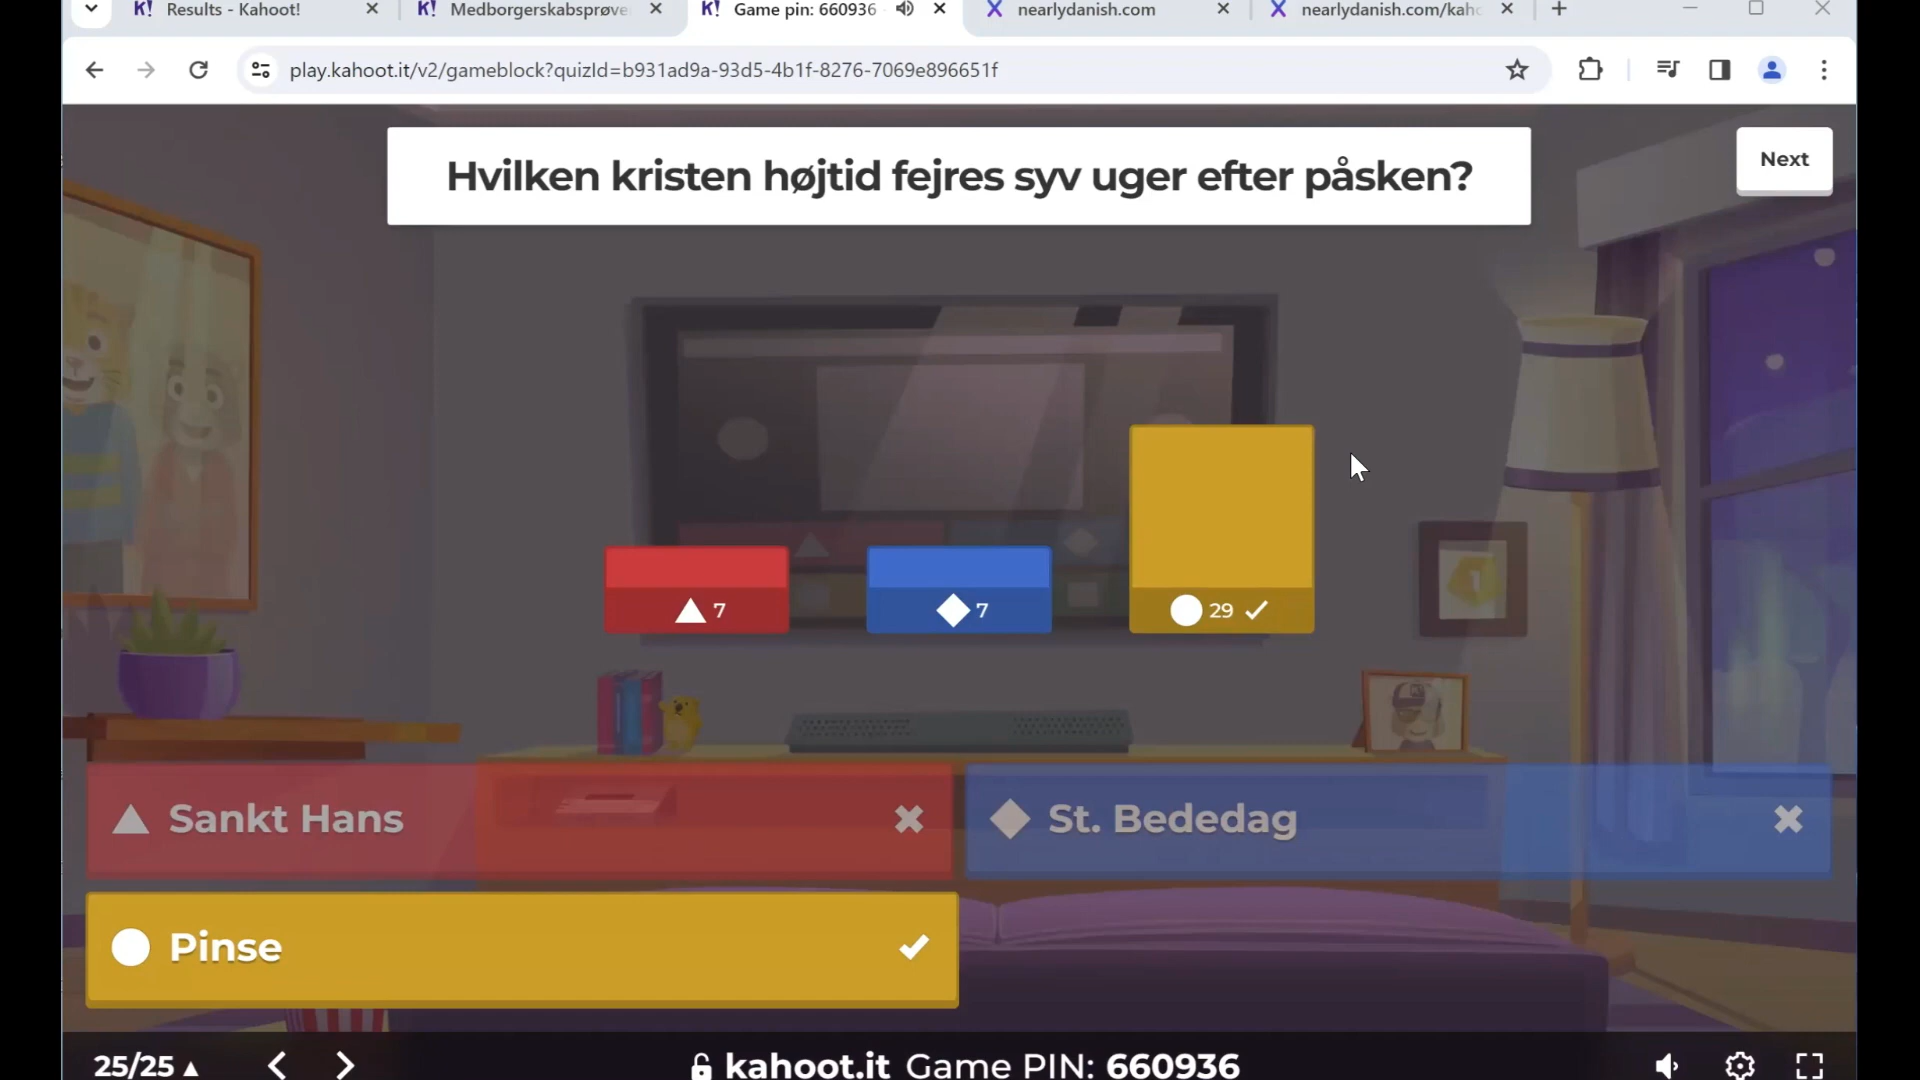 K! Results - Kahoot!
K! Medborgerskabsprøve
K! Game pin: 660936
nearlydanish.com
nearlydanish.com/kaho
play.kahoot.it/v2/gameblock?quizId=b931ad9a-93d5-4b1f-8276-7069e896651f
Hvilken kristen højtid fejres syv uger efter påsken?
Next
7
7
29
Sankt Hans
St. Bededag
Pinse
25/25
kahoot.it Game PIN: 660936